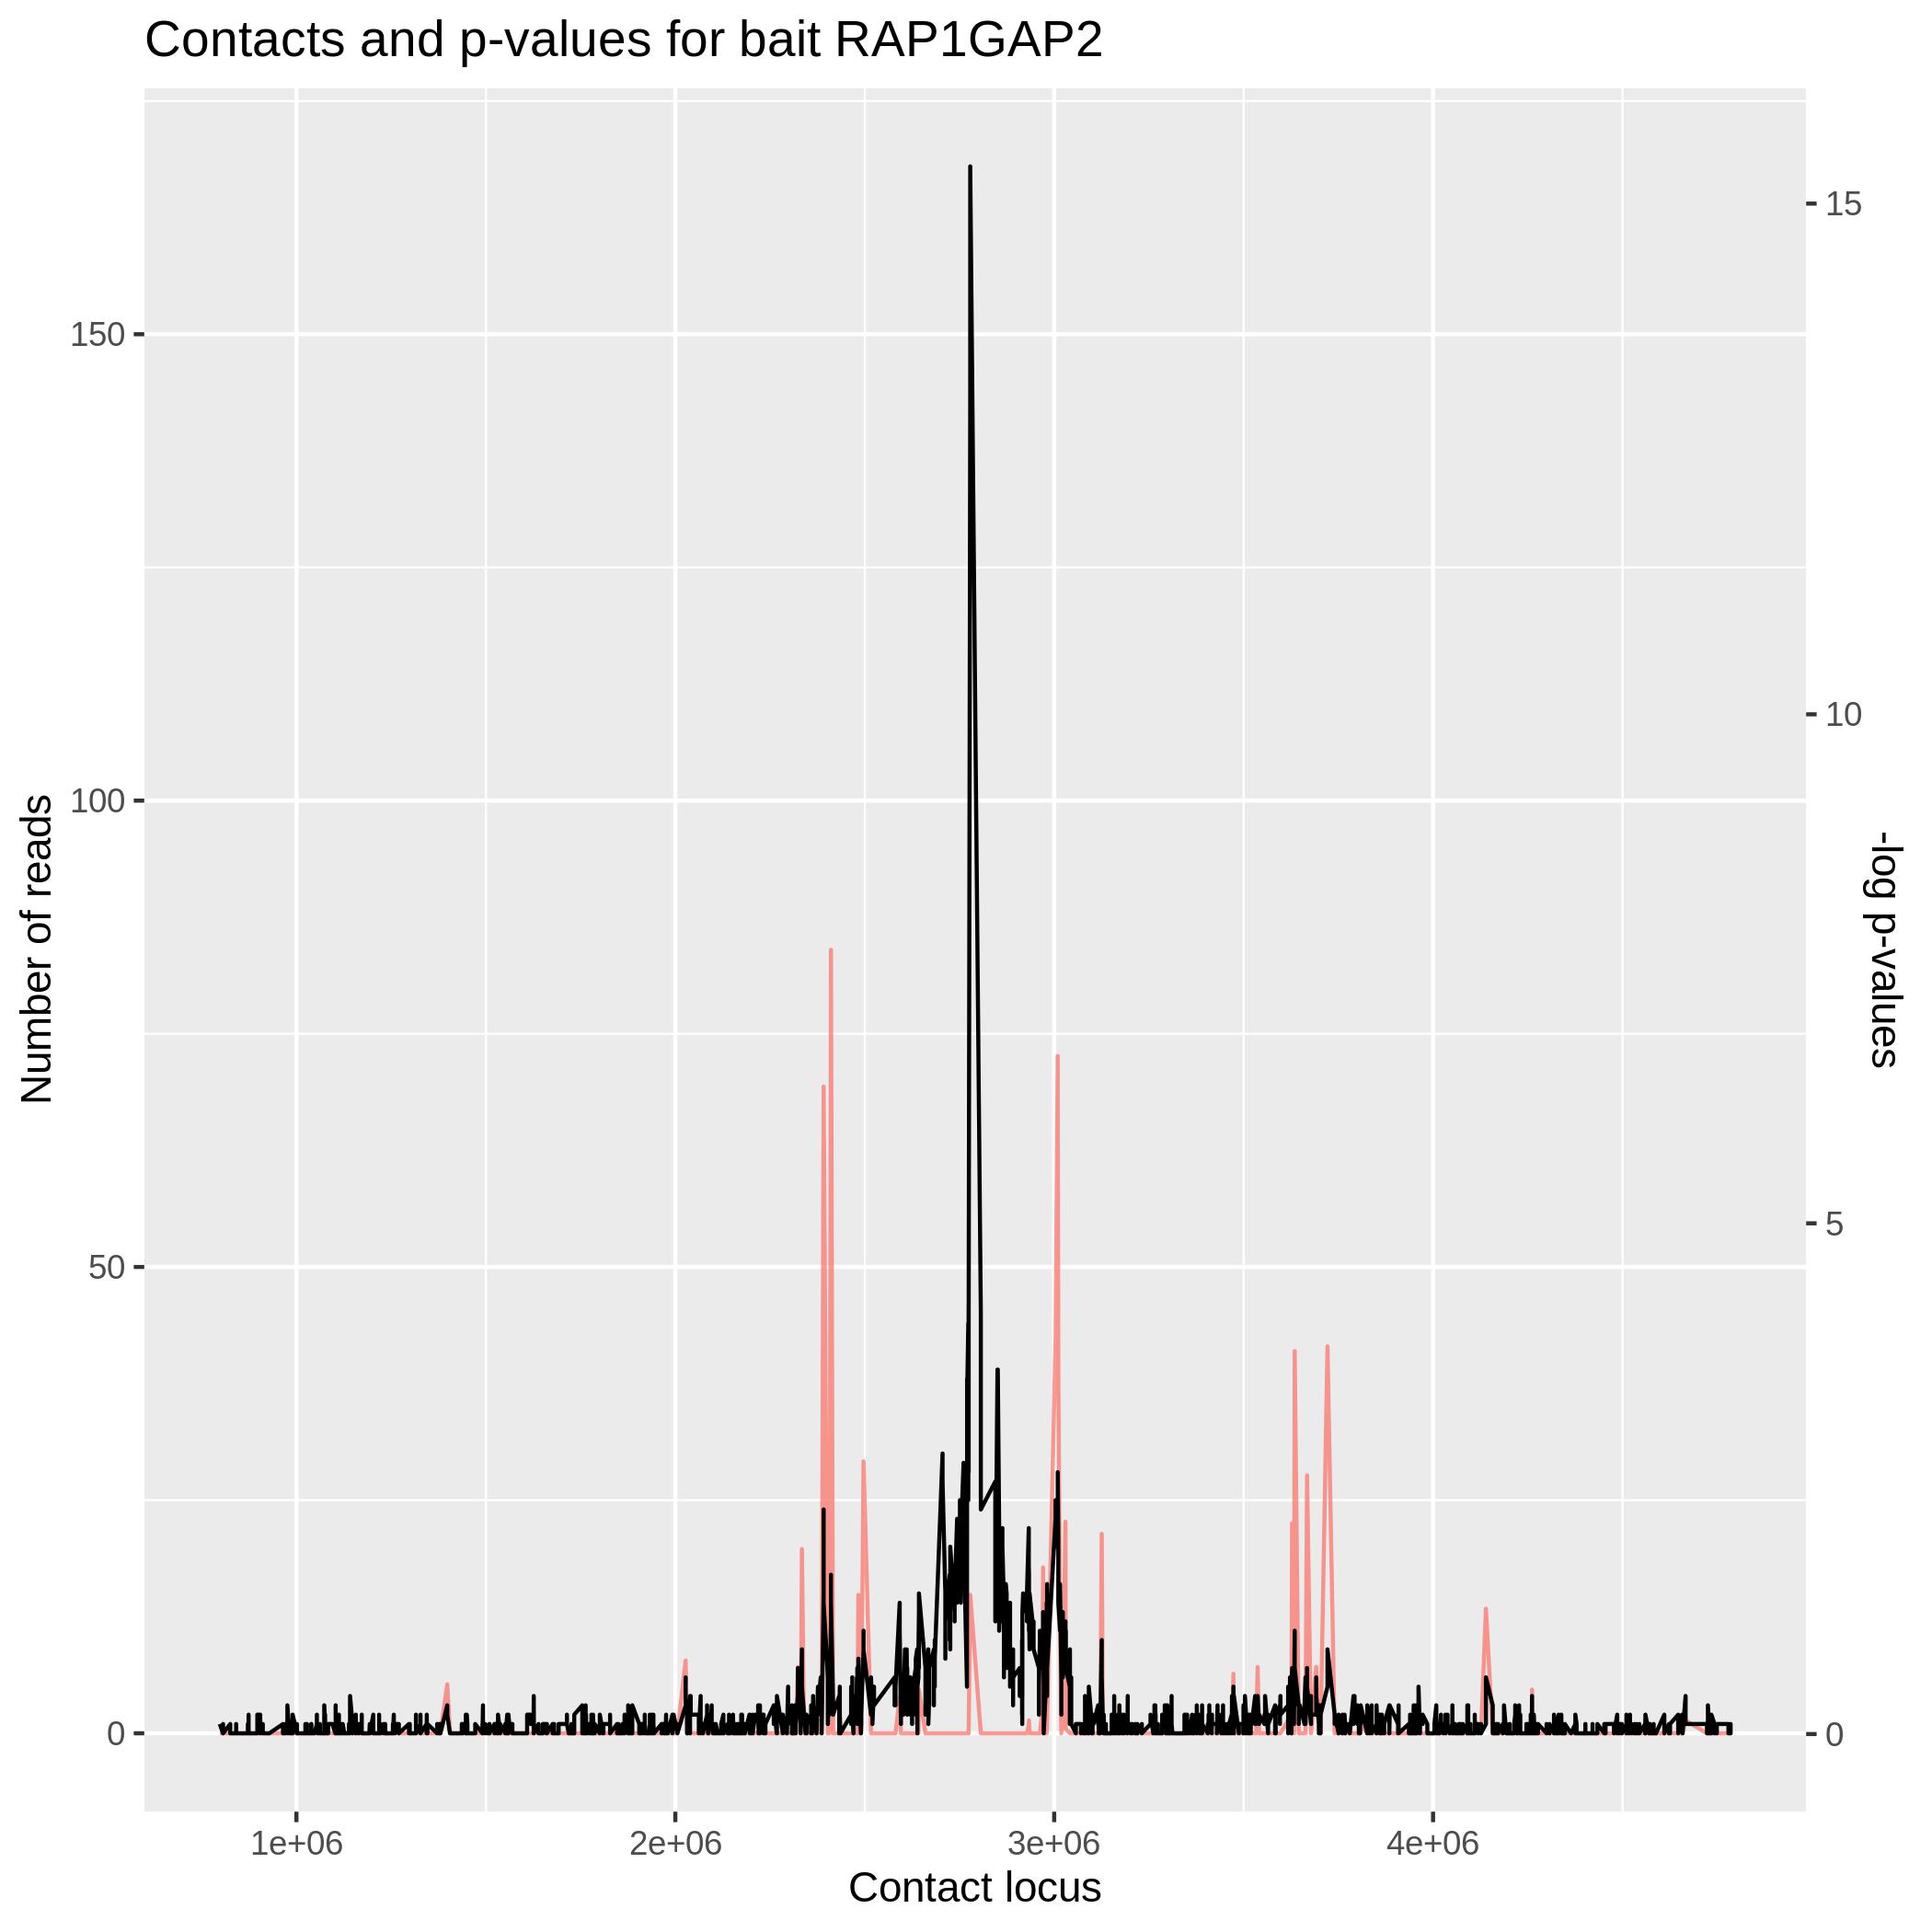 Contacts and p-values for bait RAP1GAP2
Number of reads
150
100
50
0
15
10
5
0
-log p-values
1e+06
2e+06
3e+06
4e+06
Contact locus